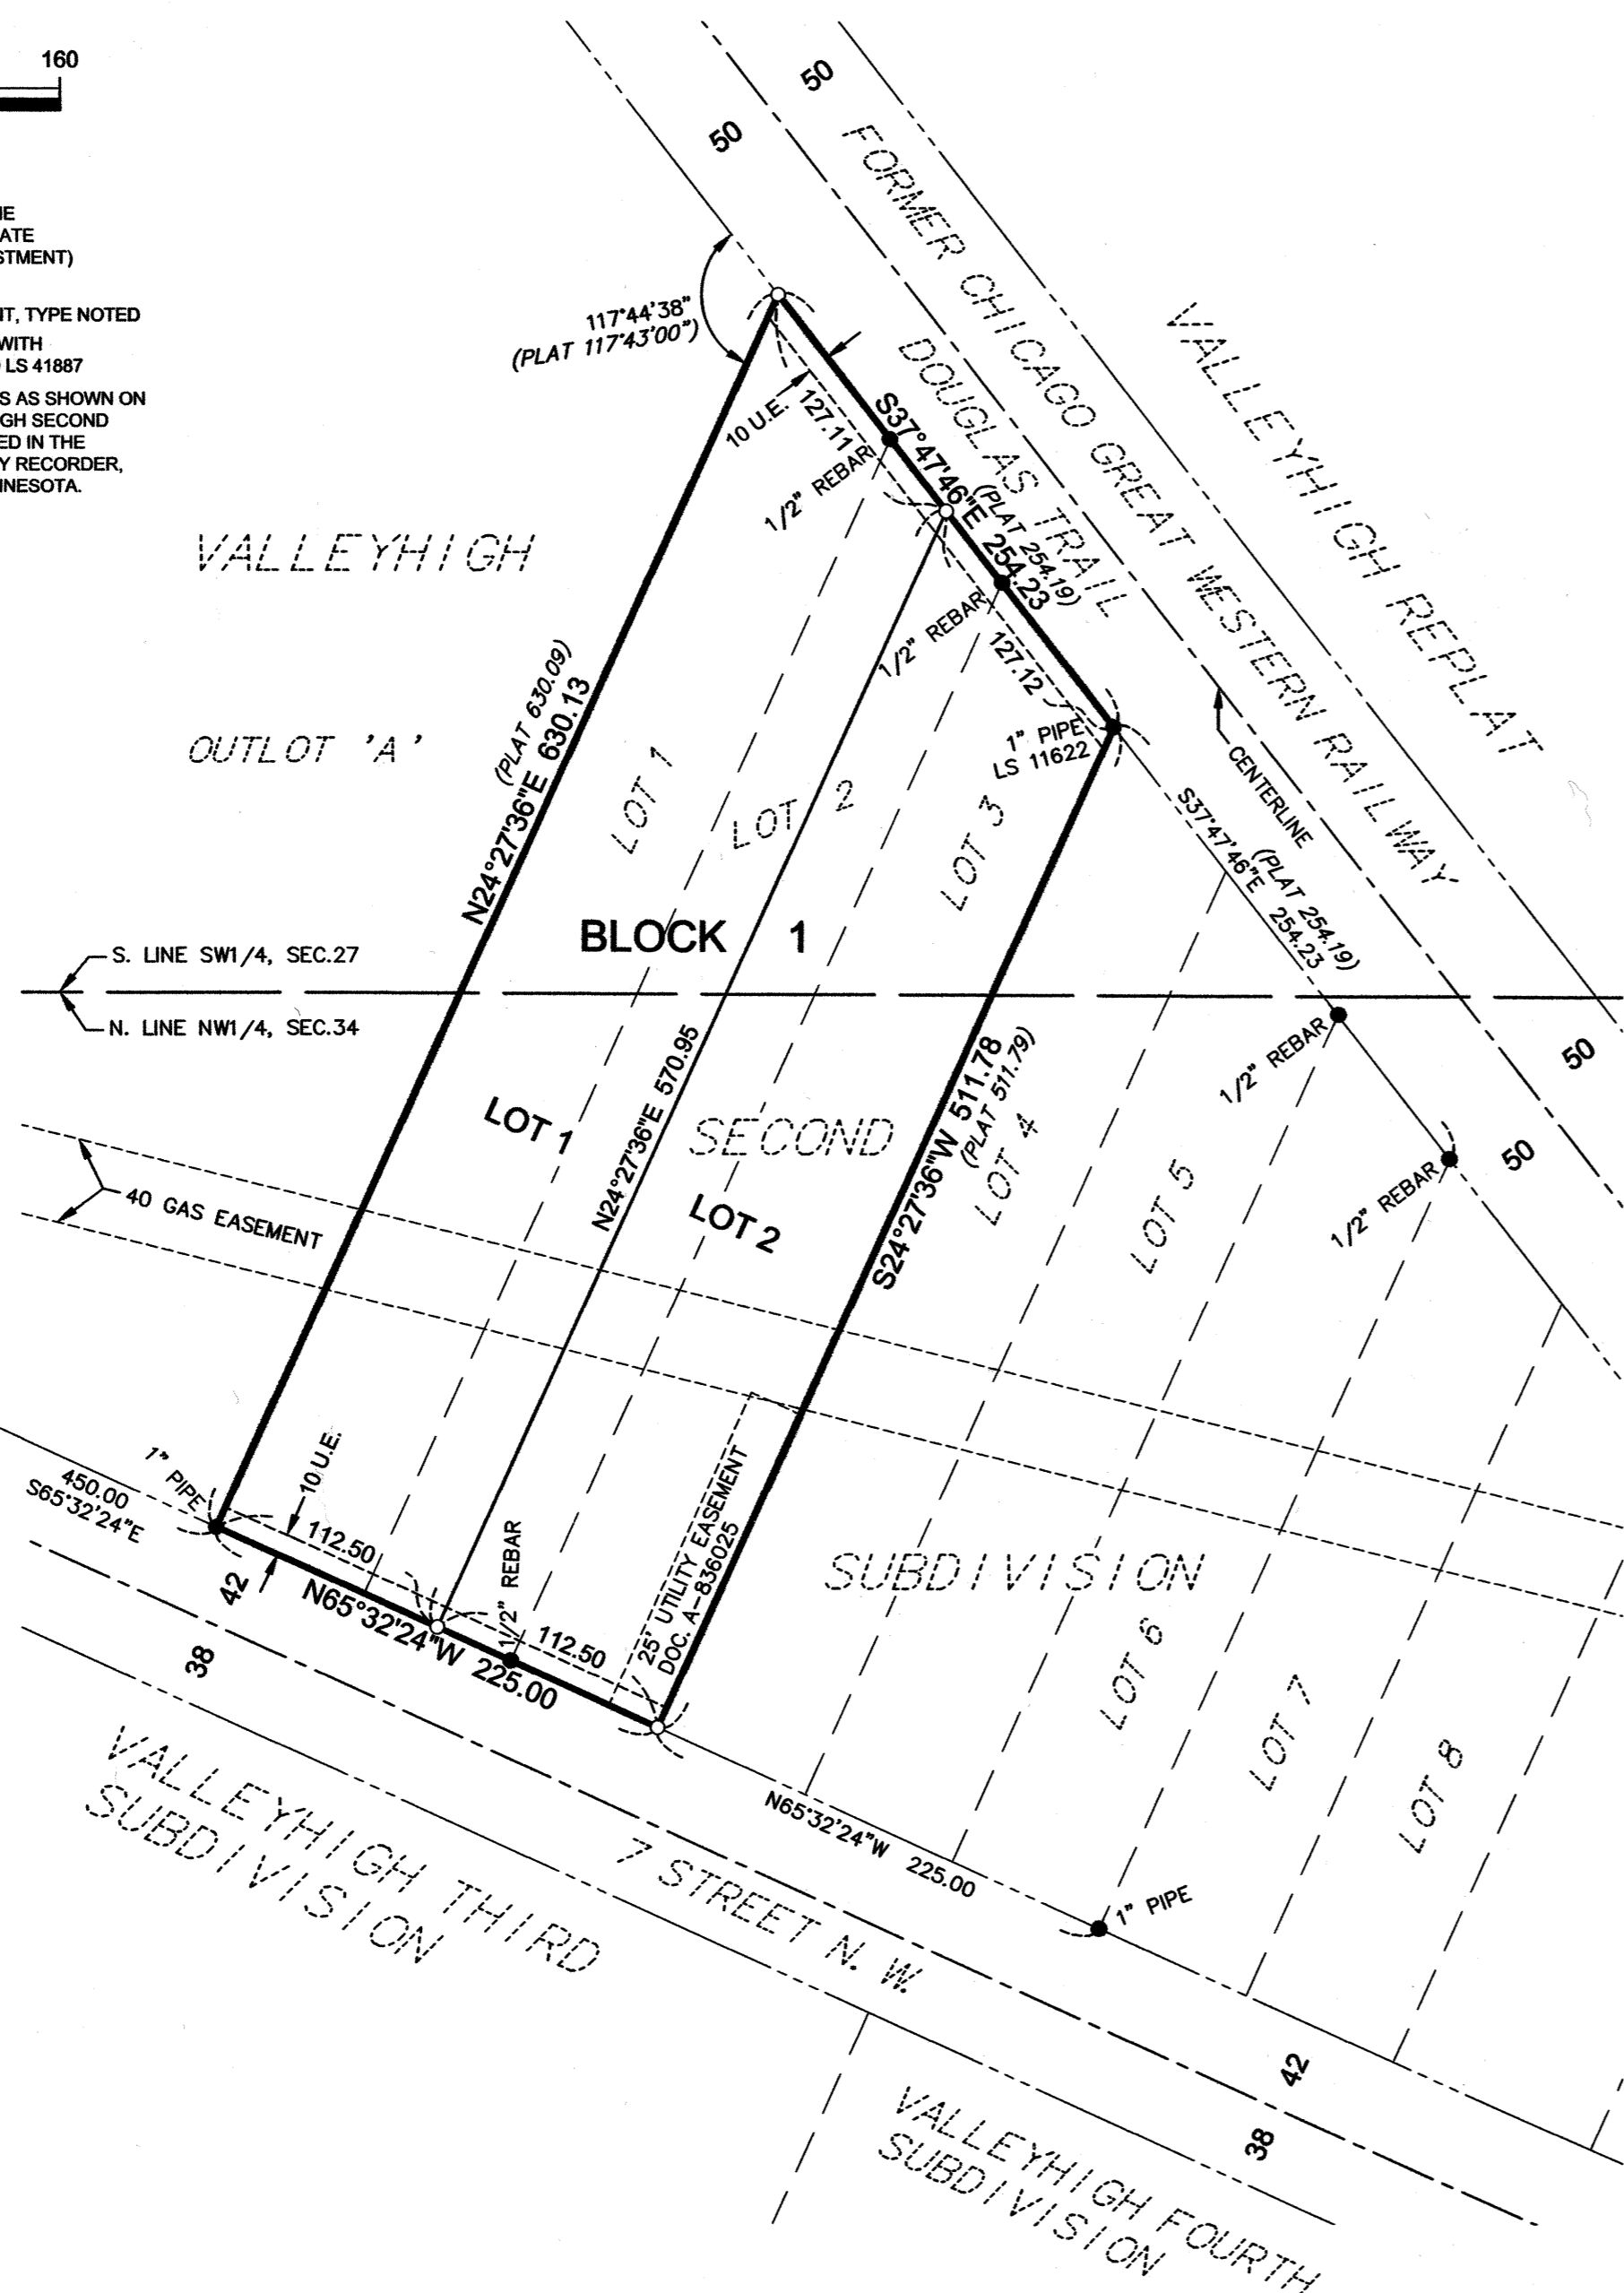 160
IE
ATE
STMENT)
IT, TYPE NOTED
WITH
LS 41887
S AS SHOWN ON
GH SECOND
ED IN THE
Y RECORDER,
NNESOTA.
50
50
FORMER CHICAGO GREAT WESTERN RAILWAY
DOUGLAS TRAIL
VALLEYHIGH REPLAT
117°44'38"
(PLAT 117°43'00")
10 U.E.
127.11
1/2" REBAR
S37°47'46"E 254.23
(PLAT 254.19)
1/2" REBAR
127.12
1" PIPE
LS 11622
VALLEYHIGH
OUTLOT 'A'
(PLAT 630.09)
N24°27'36"E 630.13
LOT 1
LOT 2
LOT 3
CENTERLINE
(PLAT 254.19)
S37°47'46"E 254.23
BLOCK 1
S. LINE SW1/4, SEC.27
N. LINE NW1/4, SEC.34
1/2" REBAR
50
50
1/2" REBAR
N24°27'36"E 570.95
S24°27'36"W 511.78
(PLAT 511.79)
LOT 1
SECOND
LOT 4
LOT 5
LOT 2
40 GAS EASEMENT
1" PIPE
450.00
S65°32'24"E
10 U.E.
112.50
42
N65°32'24"W 225.00
1/2" REBAR
112.50
25' UTILITY EASEMENT
DOC. A-836025
38
SUBDIVISION
LOT 6
LOT 7
LOT 8
VALLEYHIGH THIRD
SUBDIVISION
7 STREET N. W.
N65°32'24"W 225.00
1" PIPE
42
38
VALLEYHIGH FOURTH
SUBDIVISION